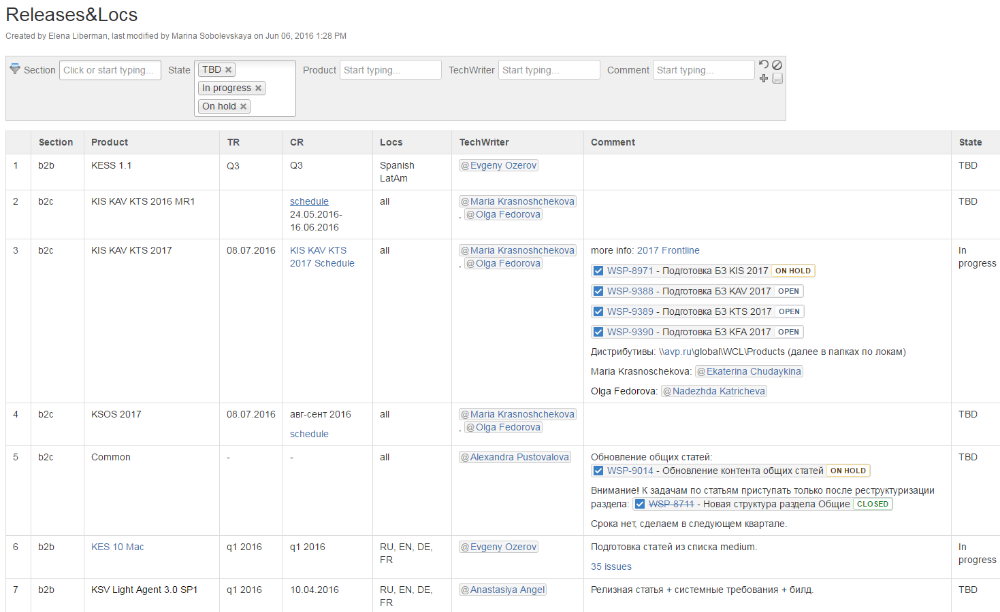 Releases&Locs
Created by Elena Liberman, last modified by Marina Sobolevskaya on Jun 06, 2016 1:28 PM
Section Click or start typing... State TBD Product Start typing... TechWriter Start typing... Comment Start typing...
In progress
On hold
Section Product TR CR Locs TechWriter Comment State
1 b2b KESS 1.1 Q3 Q3 Spanish @Evgeny Ozerov TBD
LatAm
2 b2c KIS KAV KTS 2016 MR1 schedule all @Maria Krasnoshchekova TBD
24.05.2016- , @Olga Fedorova
16.06.2016
3 b2c KIS KAV KTS 2017 08.07.2016 KIS KAV KTS all @Maria Krasnoshchekova more info: 2017 Frontline In
2017 Schedule , @Olga Fedorova progress
WSP-8971 - Подготовка БЗ KIS 2017 ON HOLD
WSP-9388 - Подготовка БЗ KAV 2017 OPEN
WSP-9389 - Подготовка БЗ KTS 2017 OPEN
WSP-9390 - Подготовка БЗ KFA 2017 OPEN
Дистрибутивы: \\avp.ru\global\WCL\Products (далее в папках по локам)
Maria Krasnoschekova: @Ekaterina Chudaykina
Olga Fedorova: @Nadezhda Katricheva
4 b2c KSOS 2017 08.07.2016 авг-сент 2016 all @Maria Krasnoshchekova TBD
schedule , @Olga Fedorova
5 b2c Common - - all @Alexandra Pustovalova Обновление общих статей: TBD
WSP-9014 - Обновление контента общих статей ON HOLD
Внимание! К задачам по статьям приступать только после реструктуризации
раздела: WSP-8711 - Новая структура раздела Общие CLOSED
Срока нет, сделаем в следующем квартале.
6 b2b KES 10 Mac q1 2016 q1 2016 RU, EN, DE, @Evgeny Ozerov Подготовка статей из списка medium. In
FR 35 issues progress
7 b2b KSV Light Agent 3.0 SP1 q1 2016 10.04.2016 RU, EN, DE, @Anastasiya Angel Релизная статья + системные требования + билд. TBD
FR